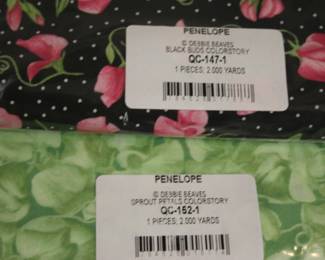 PENELOPE
© DEBBIE BEAVES
BLACK BUDS COLORSTORY
QC-147-1
1 PIECES; 2.000 YARDS
PENELOPE
© DEBBIE BEAVES
SPROUT PETALS COLORSTORY
QC-152-1
1 PIECES; 2.000 YARDS